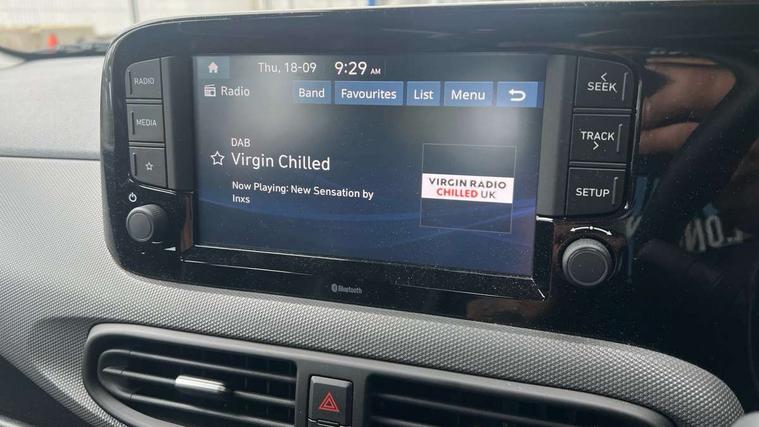 Thu, 18-09 9:29 AM
Radio Band Favourites List Menu
DAB
Virgin Chilled
Now Playing: New Sensation by
Inxs
VIRGIN RADIO
CHILLED UK
RADIO
MEDIA
< SEEK
TRACK >
SETUP
Bluetooth